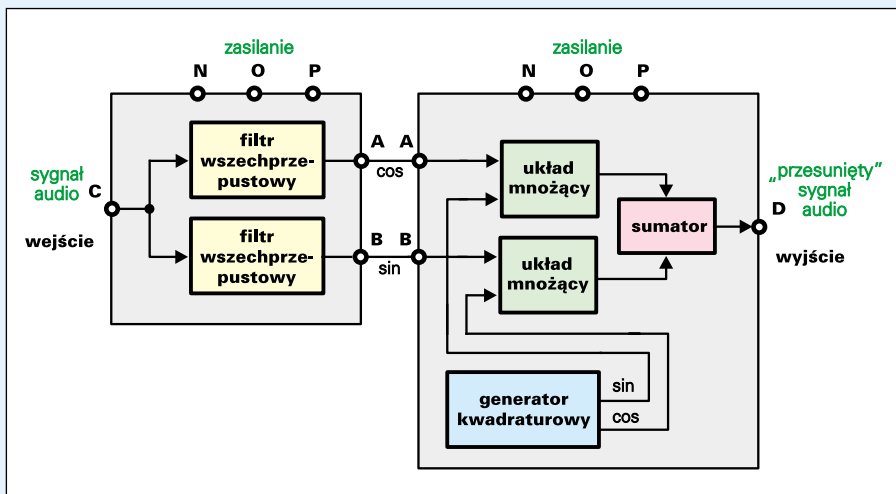 zasilanie
N O P
filtr
wszechprze-
pustowy
filtr
wszechprze-
pustowy
sygnał
audio
C
wejście
A A
cos
B B
sin
zasilanie
N O P
układ
mnożący
układ
mnożący
sumator
generator
kwadraturowy
sin
cos
„przesunięty”
sygnał
audio
D
wyjście